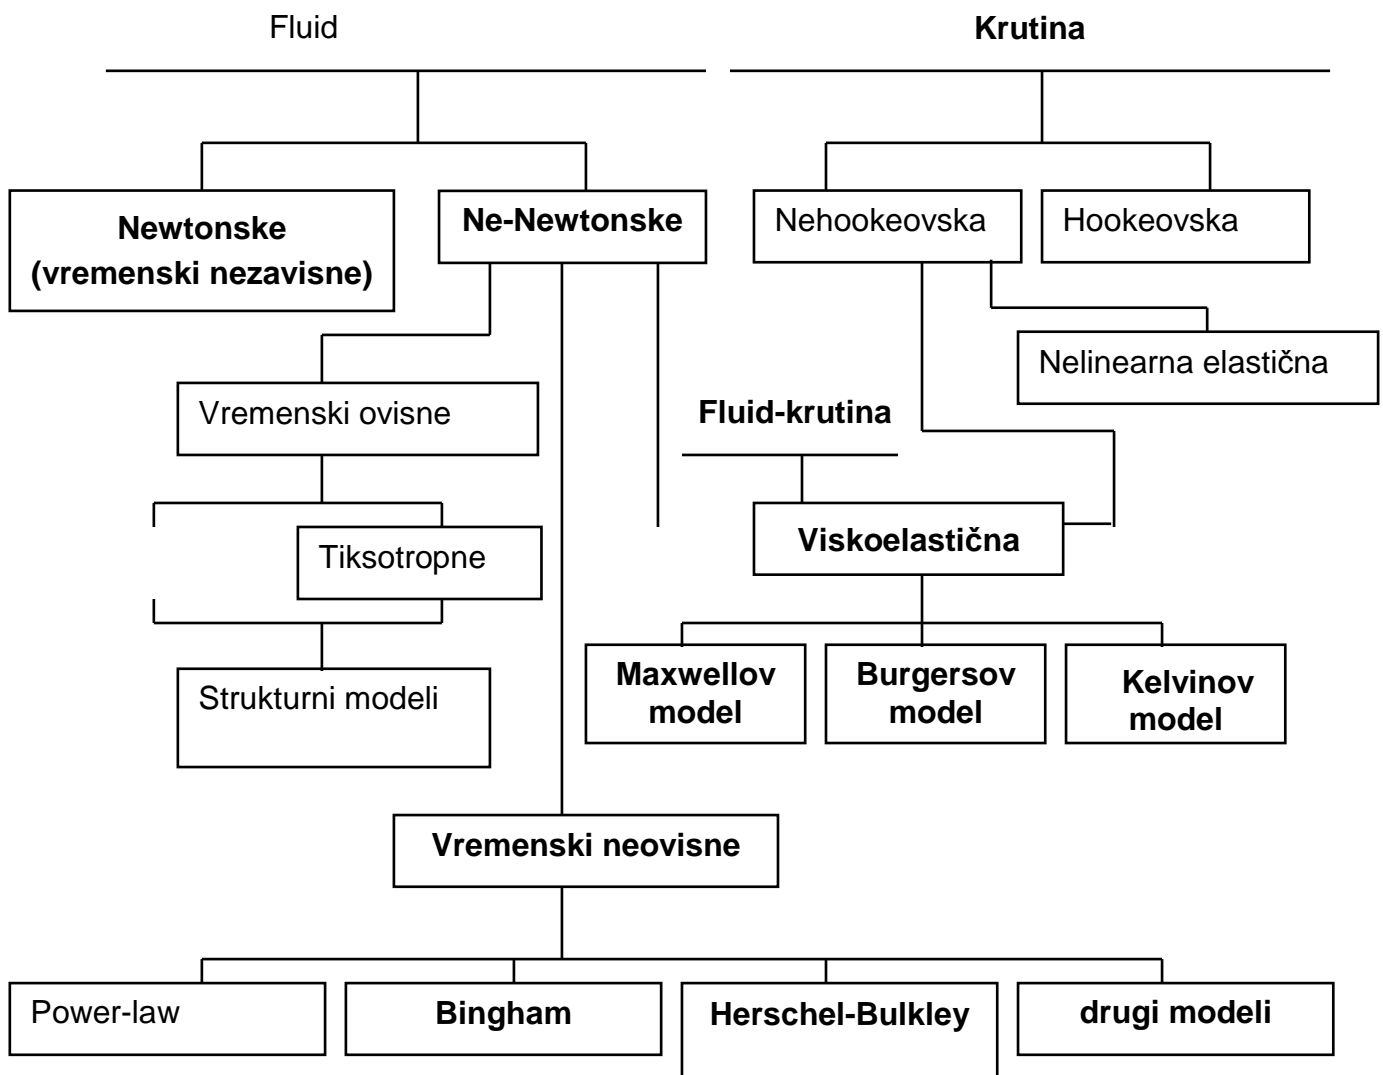 Fluid
Krutina
Newtonske
(vremenski nezavisne)
Ne-Newtonske
Nehookeovska
Hookeovska
Nelinearna elastična
Vremenski ovisne
Fluid-krutina
Tiksotropne
Viskoelastična
Strukturni modeli
Maxwellov
model
Burgersov
model
Kelvinov
model
Vremenski neovisne
Power-law
Bingham
Herschel-Bulkley
drugi modeli